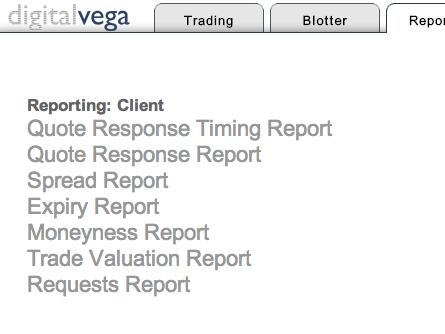 digitalvega
Trading
Blotter
Repor
Reporting: Client
Quote Response Timing Report
Quote Response Report
Spread Report
Expiry Report
Moneyness Report
Trade Valuation Report
Requests Report